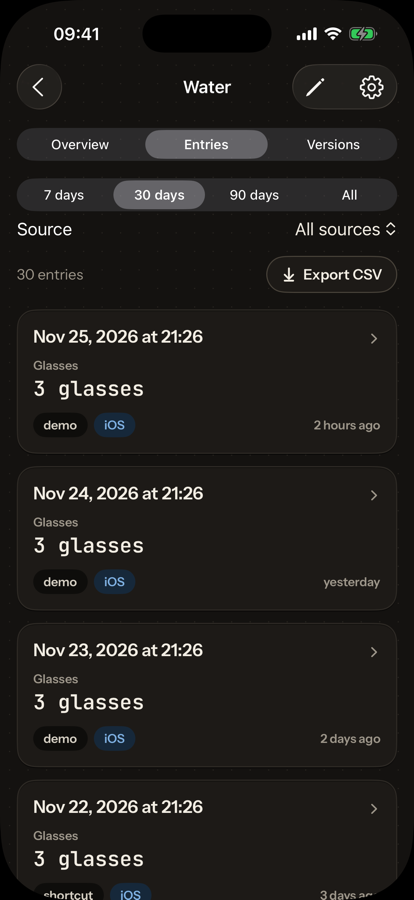 09:41
Water
Overview Entries Versions
7 days 30 days 90 days All
Source All sources
30 entries Export CSV
Nov 25, 2026 at 21:26
Glasses
3 glasses
demo iOS 2 hours ago
Nov 24, 2026 at 21:26
Glasses
3 glasses
demo iOS yesterday
Nov 23, 2026 at 21:26
Glasses
3 glasses
demo iOS 2 days ago
Nov 22, 2026 at 21:26
Glasses
3 glasses
shortcut iOS 3 days ago